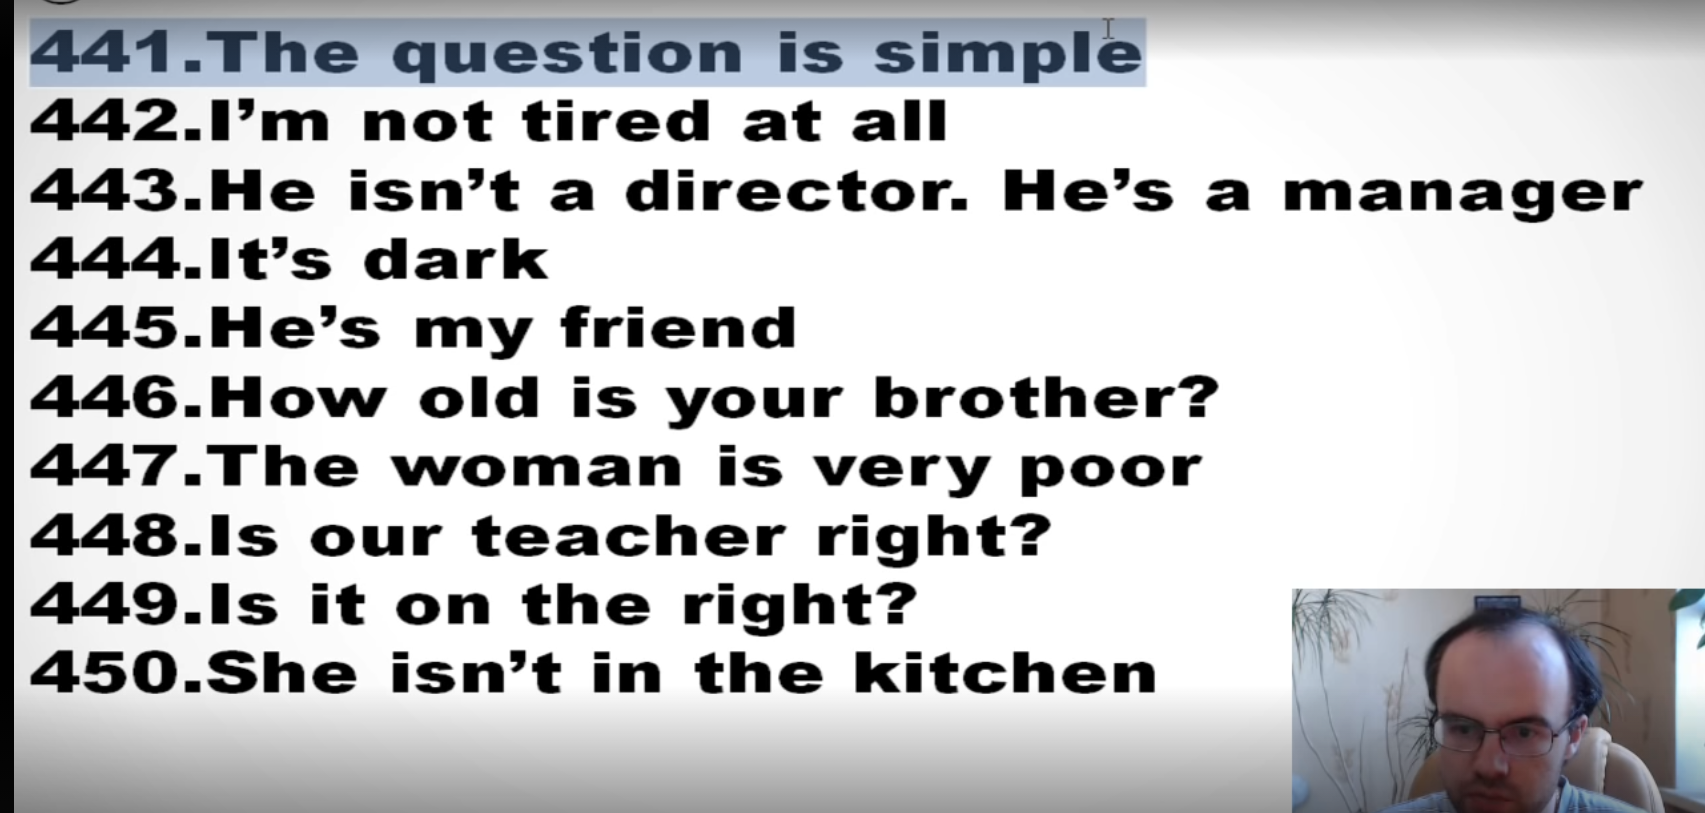 441.The question is simple
442.I’m not tired at all
443.He isn’t a director. He’s a manager
444.It’s dark
445.He’s my friend
446.How old is your brother?
447.The woman is very poor
448.Is our teacher right?
449.Is it on the right?
450.She isn’t in the kitchen